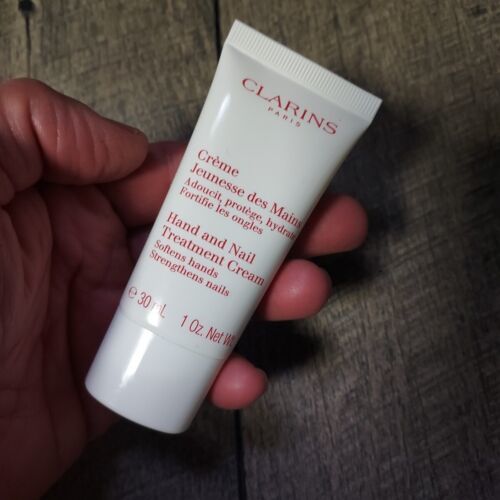 CLARINS
PARIS
Crème
Jeunesse des Mains
Adoucit, protège, hydrate
Fortifie les ongles
Hand and Nail
Treatment Cream
Softens hands
Strengthens nails
℮ 30 mL 1 Oz. Net